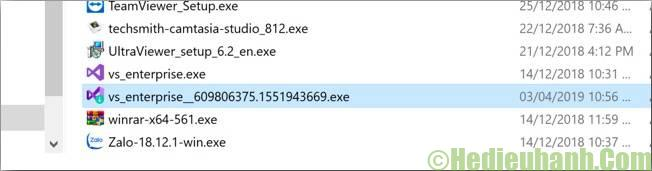 TeamViewer_Setup.exe 25/12/2018 10:46 ...
techsmith-camtasia-studio_812.exe 22/12/2018 7:36 A...
UltraViewer_setup_6.2_en.exe 21/12/2018 4:12 PM
vs_enterprise.exe 14/12/2018 10:31 ...
vs_enterprise__609806375.1551943669.exe 03/04/2019 10:56 ...
winrar-x64-561.exe 14/12/2018 11:59 ...
Zalo Zalo-18.12.1-win.exe 14/12/2018 10:37 ...
©Hedieuhanh.Com